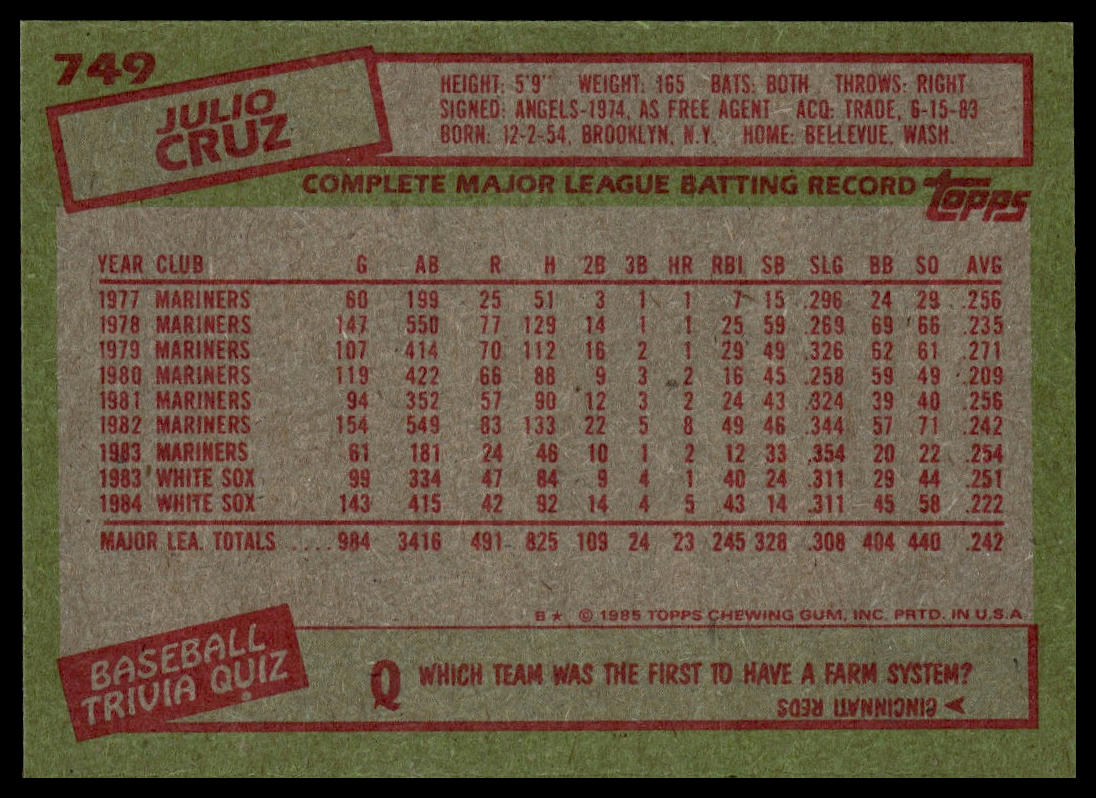 749
JULIO
CRUZ
HEIGHT: 5'9" WEIGHT: 165 BATS: BOTH THROWS: RIGHT
SIGNED: ANGELS-1974, AS FREE AGENT ACQ: TRADE, 6-15-83
BORN: 12-2-54, BROOKLYN, N.Y. HOME: BELLEVUE, WASH.
COMPLETE MAJOR LEAGUE BATTING RECORD TOPPS
YEAR CLUB G AB R H 2B 3B HR RBI SB SLG BB SO AVG
1977 MARINERS 60 199 25 51 3 1 1 7 15 .296 24 29 .256
1978 MARINERS 147 550 77 129 14 1 1 25 59 .269 69 66 .235
1979 MARINERS 107 414 70 112 16 2 1 29 49 .326 62 61 .271
1980 MARINERS 119 422 66 88 9 3 2 16 45 .258 59 49 .209
1981 MARINERS 94 352 57 90 12 3 2 24 43 .324 39 40 .256
1982 MARINERS 154 549 83 133 22 5 8 49 46 .344 57 71 .242
1983 MARINERS 61 181 24 46 10 1 2 12 33 .354 20 22 .254
1983 WHITE SOX 99 334 47 84 9 4 1 40 24 .311 29 44 .251
1984 WHITE SOX 143 415 42 92 14 4 5 43 14 .311 45 58 .222
MAJOR LEA. TOTALS ....984 3416 491 825 109 24 23 245 328 .308 404 440 .242
B★ © 1985 TOPPS CHEWING GUM, INC. PRTD. IN U.S.A
BASEBALL
TRIVIA QUIZ
Q WHICH TEAM WAS THE FIRST TO HAVE A FARM SYSTEM?
A CINCINNATI REDS